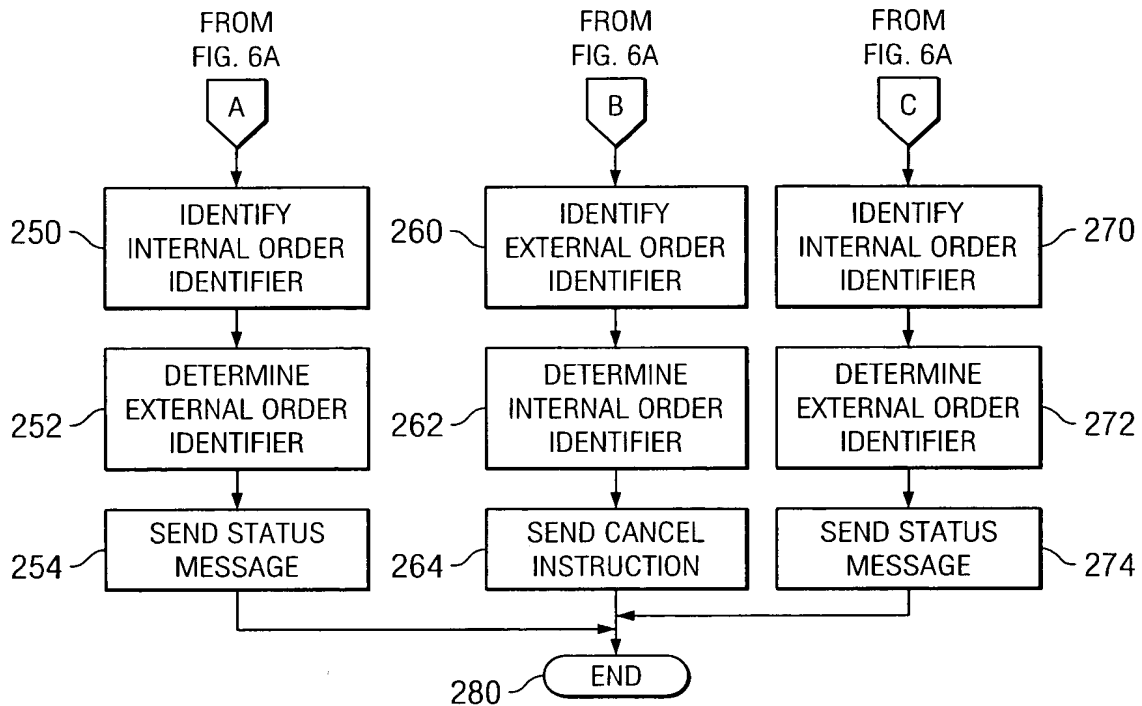 FROM
FIG. 6A
A
FROM
FIG. 6A
B
FROM
FIG. 6A
C
250
IDENTIFY
INTERNAL ORDER
IDENTIFIER
260
IDENTIFY
EXTERNAL ORDER
IDENTIFIER
IDENTIFY
INTERNAL ORDER
IDENTIFIER
270
252
DETERMINE
EXTERNAL ORDER
IDENTIFIER
262
DETERMINE
INTERNAL ORDER
IDENTIFIER
DETERMINE
EXTERNAL ORDER
IDENTIFIER
272
254
SEND STATUS
MESSAGE
264
SEND CANCEL
INSTRUCTION
SEND STATUS
MESSAGE
274
280
END